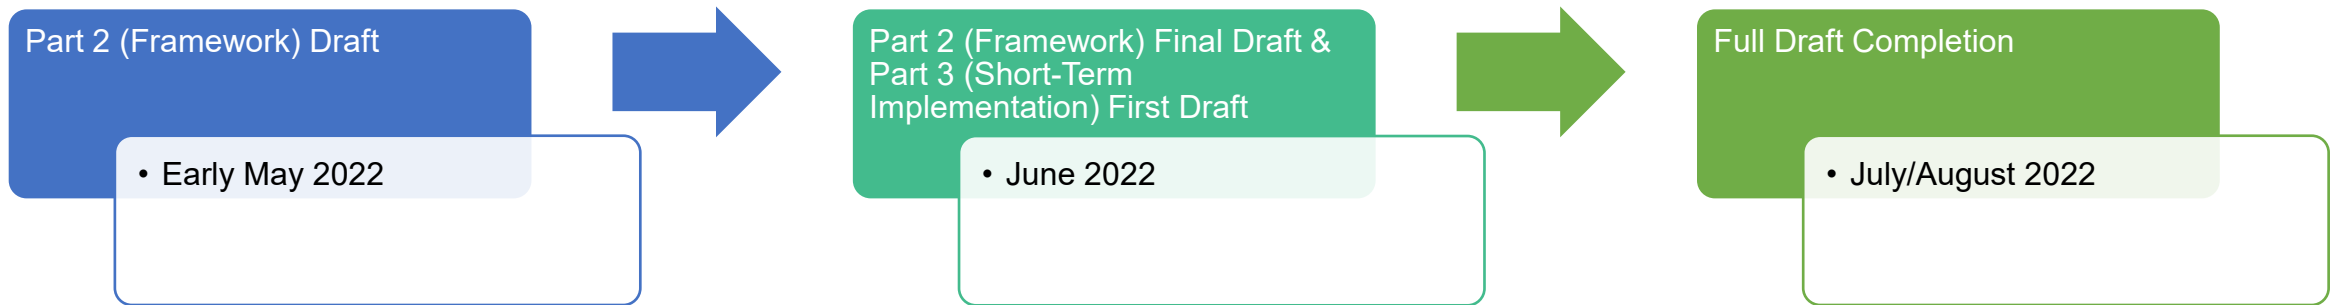 Part 2 (Framework) Draft
• Early May 2022
Part 2 (Framework) Final Draft &
Part 3 (Short-Term
Implementation) First Draft
• June 2022
Full Draft Completion
• July/August 2022